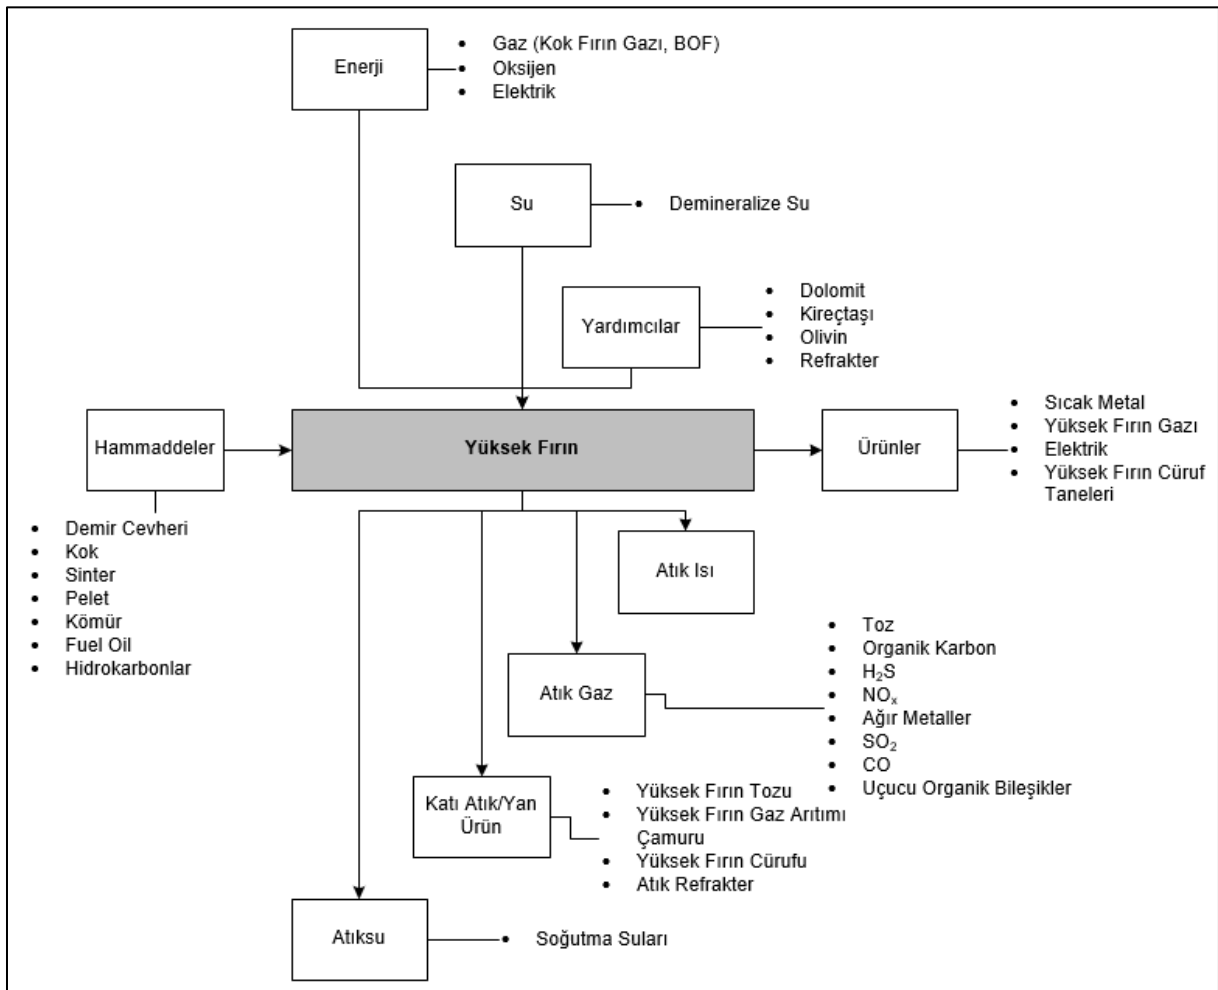 Enerji
• Gaz (Kok Fırın Gazı, BOF)
• Oksijen
• Elektrik
Su
• Demineralize Su
Yardımcılar
• Dolomit
• Kireçtaşı
• Olivin
• Refrakter
Hammaddeler
• Demir Cevheri
• Kok
• Sinter
• Pelet
• Kömür
• Fuel Oil
• Hidrokarbonlar
Yüksek Fırın
Ürünler
• Sıcak Metal
• Yüksek Fırın Gazı
• Elektrik
• Yüksek Fırın Cüruf
Taneleri
Atık Isı
Atık Gaz
• Toz
• Organik Karbon
• H₂S
• NOₓ
• Ağır Metaller
• SO₂
• CO
• Uçucu Organik Bileşikler
Katı Atık/Yan
Ürün
• Yüksek Fırın Tozu
• Yüksek Fırın Gaz Arıtımı
Çamuru
• Yüksek Fırın Cürufu
• Atık Refrakter
Atıksu
• Soğutma Suları